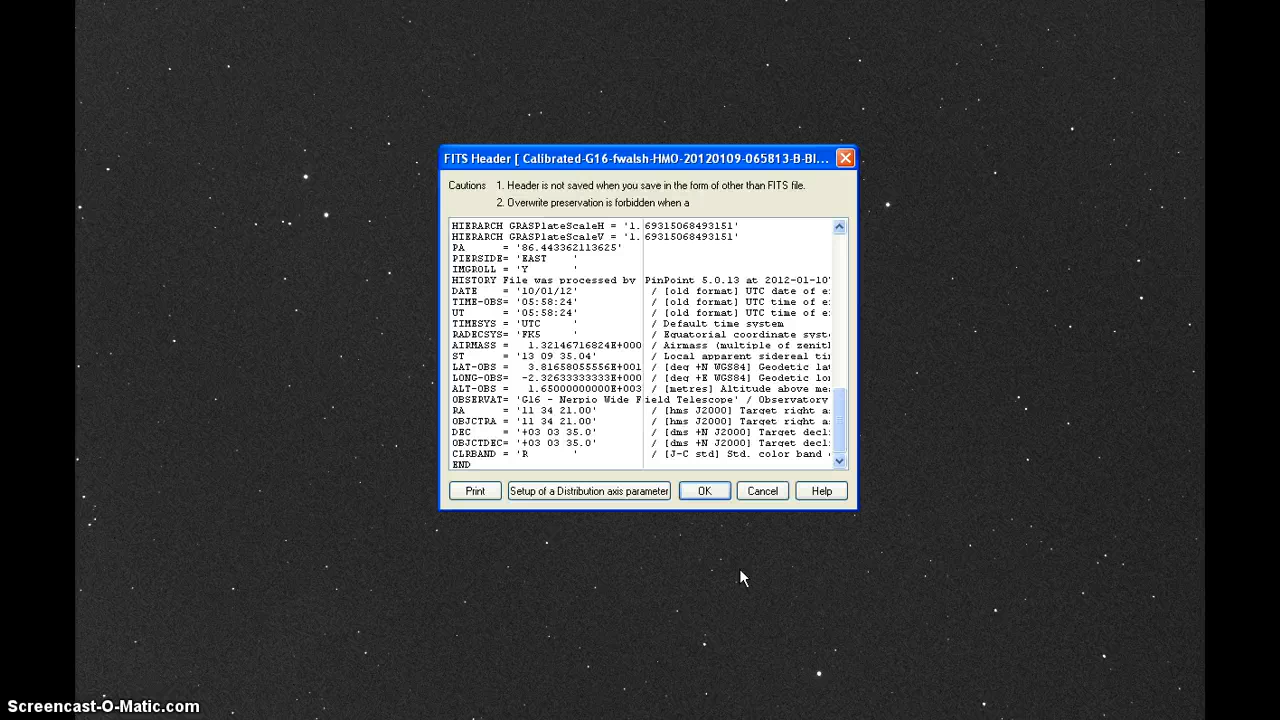 FITS Header [ Calibrated-G16-fwalsh-HMO-20120109-065813-B-BI...
Cautions 1. Header is not saved when you save in the form of other than FITS file.
2. Overwrite preservation is forbidden when a
HIERARCH GRASPlateScaleH = '1.69315068493151'
HIERARCH GRASPlateScaleV = '1.69315068493151'
PA = '86.443362113625'
PIERSIDE= 'EAST '
IMGROLL = 'Y '
HISTORY File was processed by PinPoint 5.0.13 at 2012-01-10
DATE = '10/01/12' / [old format] UTC date of
TIME-OBS= '05:58:24' / [old format] UTC time of
UT = '05:58:24' / [old format] UTC time of
TIMESYS = 'UTC ' / Default time system
RADECSYS= 'FK5 ' / Equatorial coordinate syst
AIRMASS = 1.32146716824E+000 / Airmass (multiple of zenit
ST = '13 09 35.04' / Local apparent sidereal ti
LAT-OBS = 3.81658055556E+001 / [deg +N WGS84] Geodetic la
LONG-OBS= -2.32633333333E+000 / [deg +E WGS84] Geodetic lo
ALT-OBS = 1.65000000000E+003 / [metres] Altitude above me
OBSERVAT= 'G16 - Nerpio Wide Field Telescope' / Observatory
RA = '11 34 21.00' / [hms J2000] Target right a
OBJCTRA = '11 34 21.00' / [hms J2000] Target right a
DEC = '+03 03 35.0' / [dms +N J2000] Target decl
OBJCTDEC= '+03 03 35.0' / [dms +N J2000] Target decl
CLRBAND = 'R ' / [J-C std] Std. color band
END
Print Setup of a Distribution axis parameter OK Cancel Help
Screencast-O-Matic.com